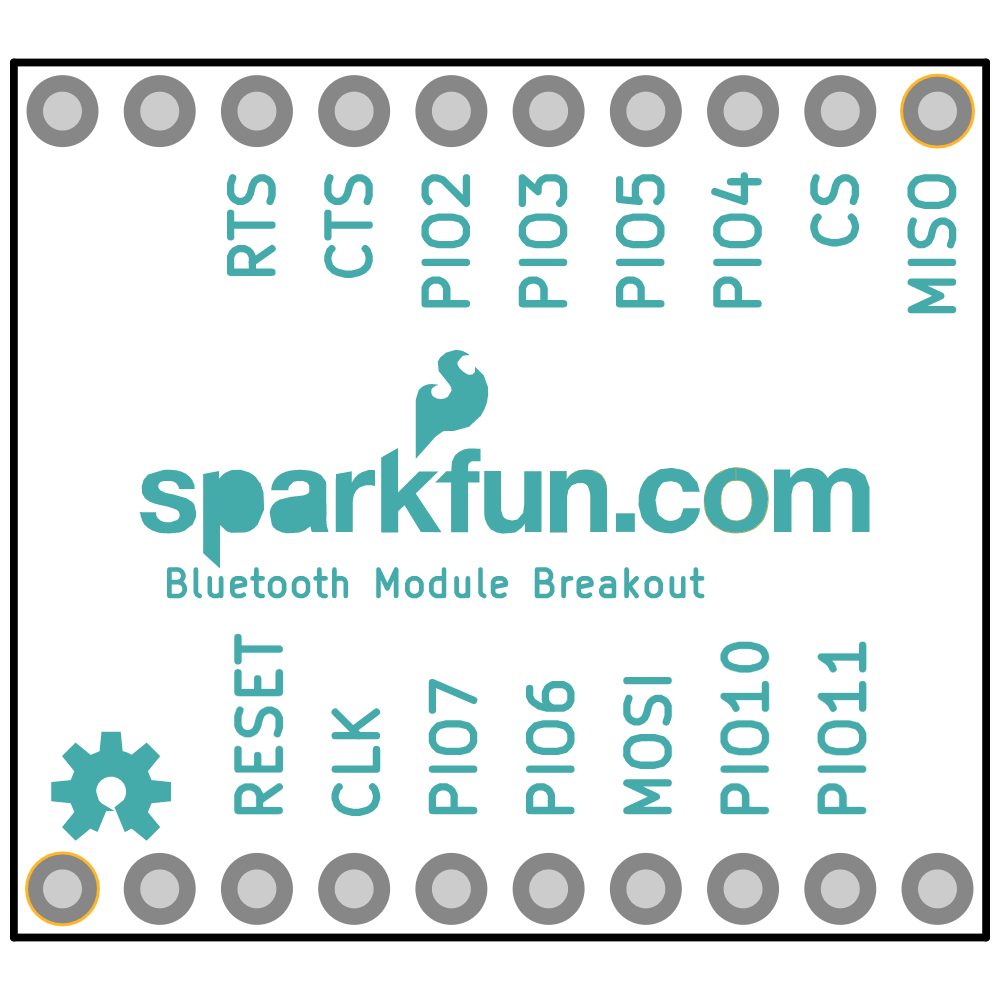 RTS
CTS
PIO2
PIO3
PIO5
PIO4
CS
MISO
sparkfun.com
Bluetooth Module Breakout
RESET
CLK
PIO7
PIO6
MOSI
PIO10
PIO11